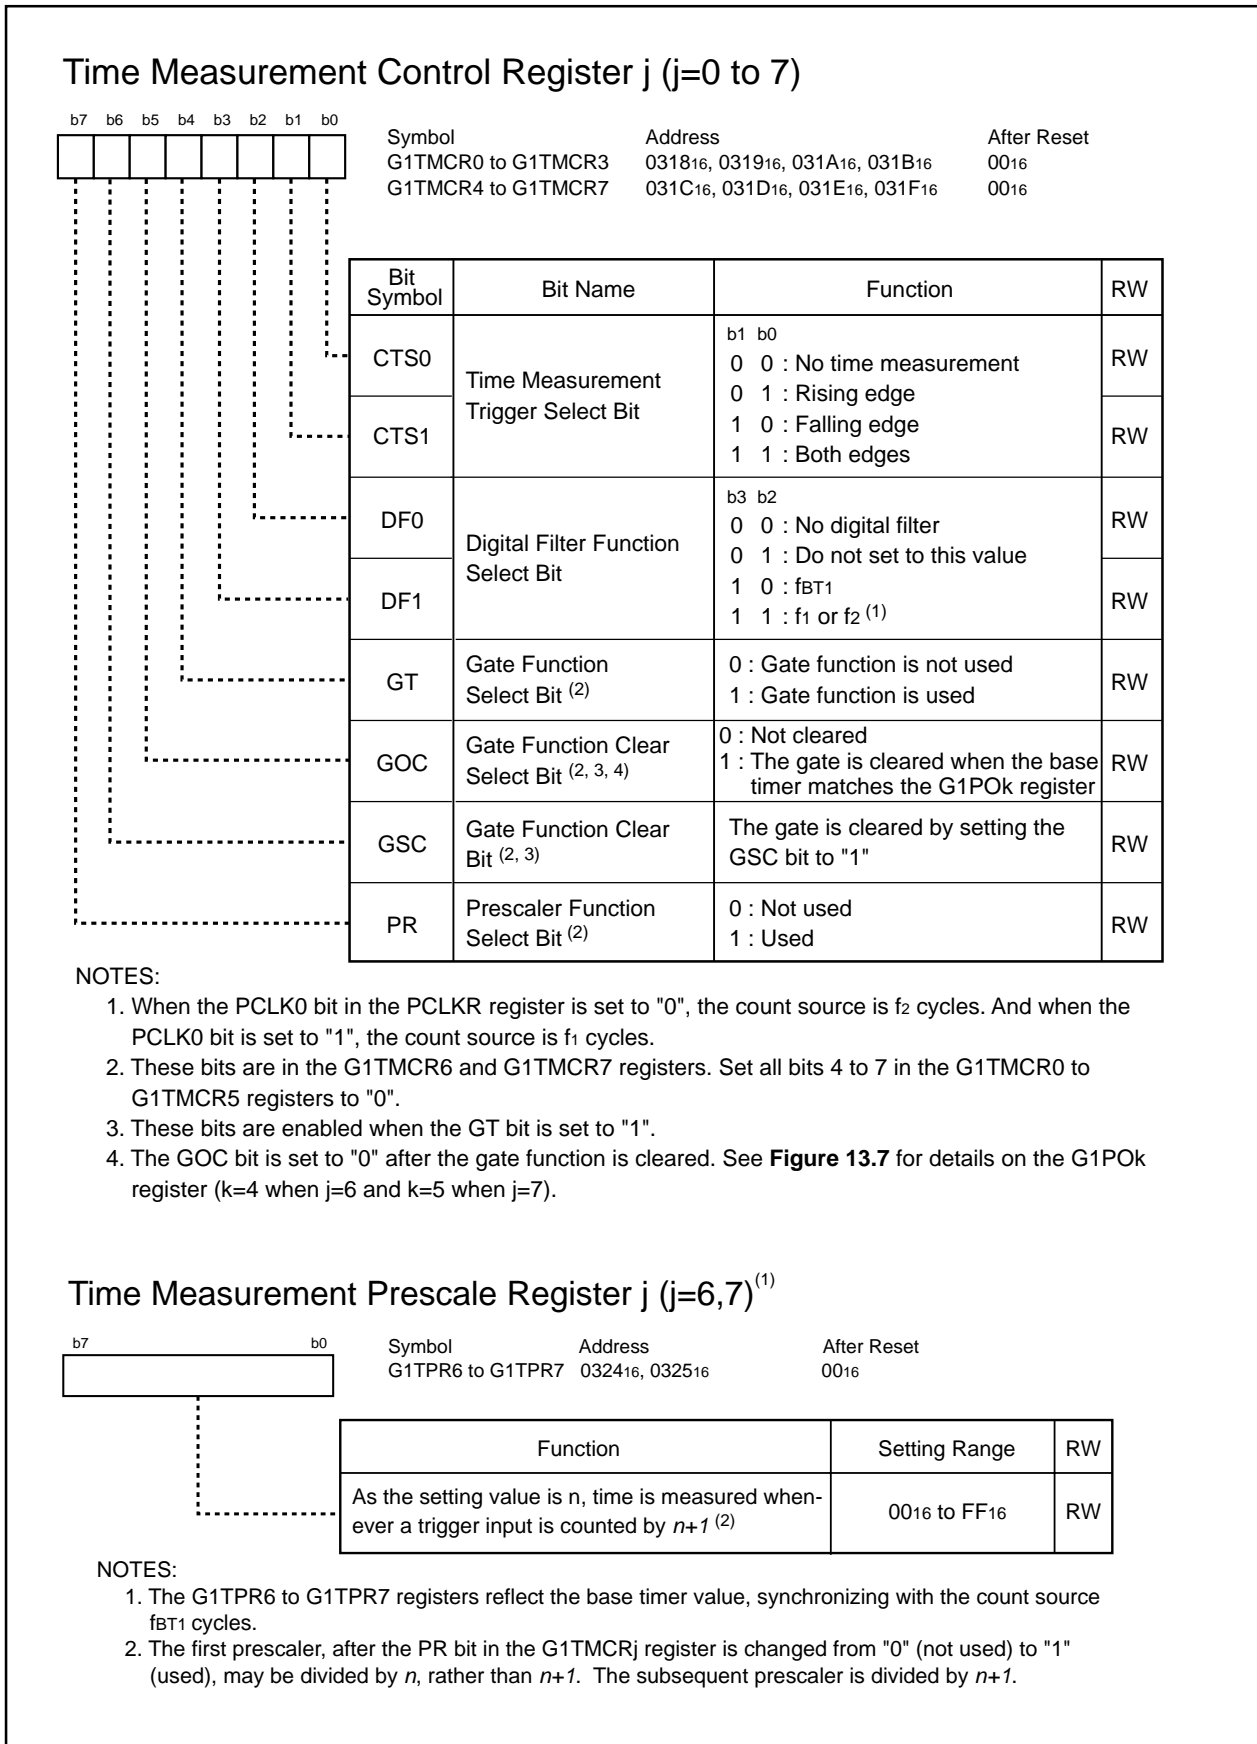 Time Measurement Control Register j (j=0 to 7)
b7 b6 b5 b4 b3 b2 b1 b0
Symbol Address After Reset
G1TMCR0 to G1TMCR3 031816, 031916, 031A16, 031B16 0016
G1TMCR4 to G1TMCR7 031C16, 031D16, 031E16, 031F16 0016
Bit Symbol Bit Name Function RW
CTS0 RW
CTS1 RW
Time Measurement
Trigger Select Bit
b1 b0
0 0 : No time measurement
0 1 : Rising edge
1 0 : Falling edge
1 1 : Both edges
DF0 RW
DF1 RW
Digital Filter Function
Select Bit
b3 b2
0 0 : No digital filter
0 1 : Do not set to this value
1 0 : fBT1
1 1 : f1 or f2 (1)
GT
Gate Function
Select Bit (2)
0 : Gate function is not used
1 : Gate function is used
RW
GOC
Gate Function Clear
Select Bit (2, 3, 4)
0 : Not cleared
1 : The gate is cleared when the base
timer matches the G1POk register
RW
GSC
Gate Function Clear
Bit (2, 3)
The gate is cleared by setting the
GSC bit to "1"
RW
PR
Prescaler Function
Select Bit (2)
0 : Not used
1 : Used
RW
NOTES:
1. When the PCLK0 bit in the PCLKR register is set to "0", the count source is f2 cycles. And when the
PCLK0 bit is set to "1", the count source is f1 cycles.
2. These bits are in the G1TMCR6 and G1TMCR7 registers. Set all bits 4 to 7 in the G1TMCR0 to
G1TMCR5 registers to "0".
3. These bits are enabled when the GT bit is set to "1".
4. The GOC bit is set to "0" after the gate function is cleared. See Figure 13.7 for details on the G1POk
register (k=4 when j=6 and k=5 when j=7).
Time Measurement Prescale Register j (j=6,7)(1)
b7 b0
Symbol Address After Reset
G1TPR6 to G1TPR7 032416, 032516 0016
Function Setting Range RW
As the setting value is n, time is measured when-
ever a trigger input is counted by n+1 (2)
0016 to FF16 RW
NOTES:
1. The G1TPR6 to G1TPR7 registers reflect the base timer value, synchronizing with the count source
fBT1 cycles.
2. The first prescaler, after the PR bit in the G1TMCRj register is changed from "0" (not used) to "1"
(used), may be divided by n, rather than n+1. The subsequent prescaler is divided by n+1.